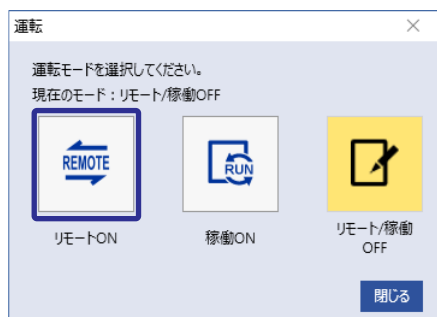 運転
運転モードを選択してください。
現在のモード：リモート/稼働OFF
REMOTE
RUN
リモートON
稼働ON
リモート/稼働
OFF
閉じる